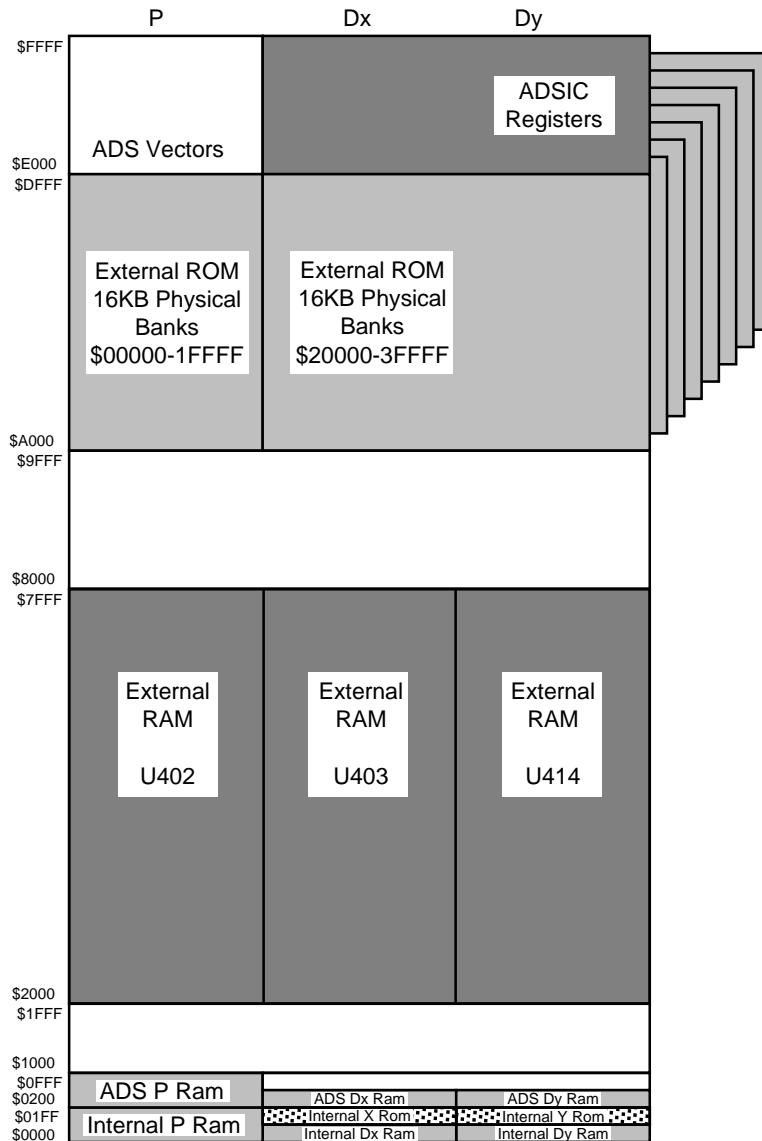 P Dx Dy
$FFFF
ADSIC
Registers
ADS Vectors
$E000
$DFFF
External ROM
16KB Physical
Banks
$00000-1FFFF
External ROM
16KB Physical
Banks
$20000-3FFFF
$A000
$9FFF
$8000
$7FFF
External
RAM
U402
External
RAM
U403
External
RAM
U414
$2000
$1FFF
$1000
$0FFF
ADS P Ram
$0200
ADS Dx Ram
ADS Dy Ram
$01FF
Internal P Ram
Internal X Rom
Internal Y Rom
$0000
Internal Dx Ram
Internal Dy Ram